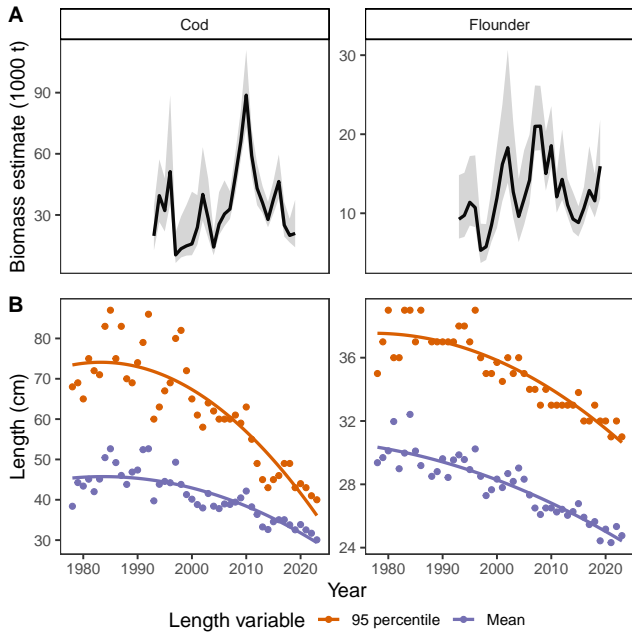 A
Cod
Flounder
Biomass estimate (1000 t)
90
60
30
30
20
10
B
Length (cm)
80
70
60
50
40
30
36
32
28
24
1980 1990 2000 2010 2020
1980 1990 2000 2010 2020
Year
Length variable 95 percentile Mean